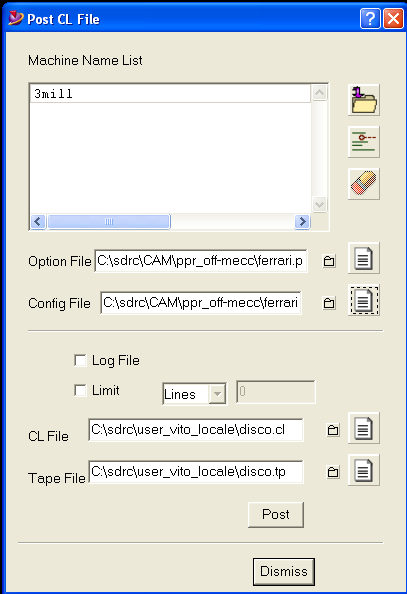 Post CL File
Machine Name List
3mill
Option File C:\sdrc\CAM\ppr_off-mecc\ferrari.p
Config File C:\sdrc\CAM\ppr_off-mecc\ferrari
Log File
Limit Lines 0
CL File C:\sdrc\user_vito_locale\disco.cl
Tape File C:\sdrc\user_vito_locale\disco.tp
Post
Dismiss